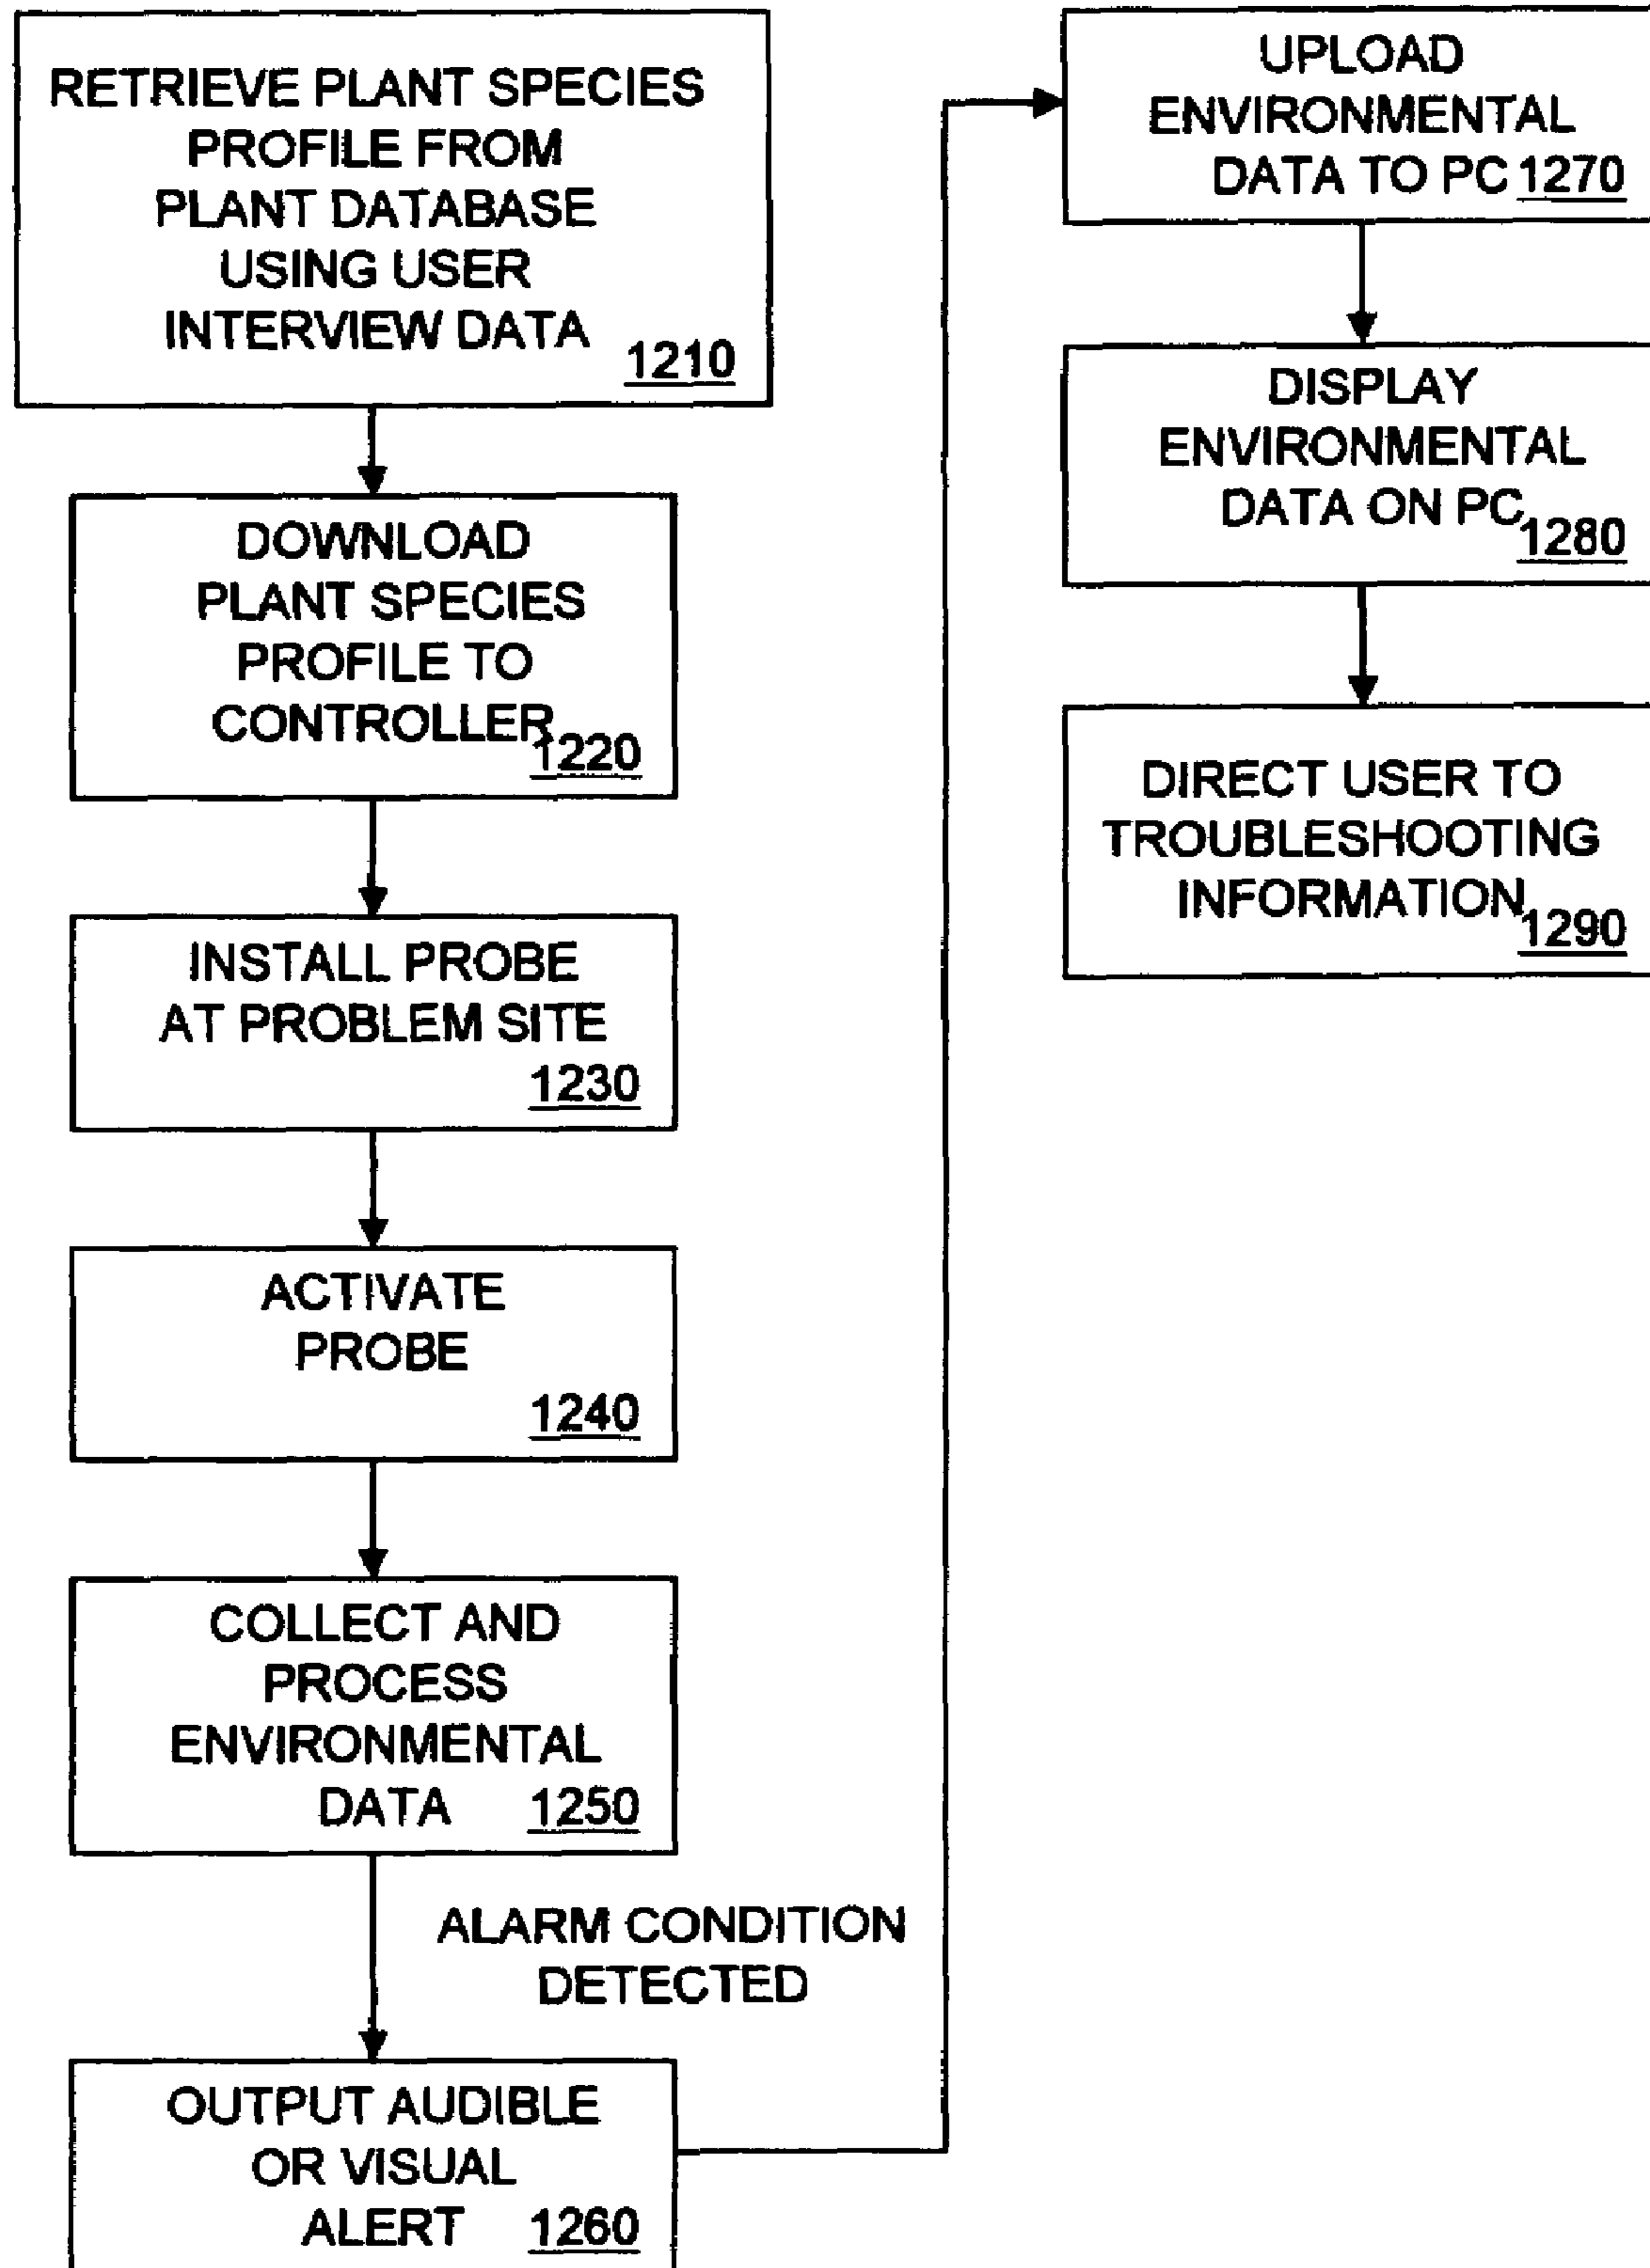 RETRIEVE PLANT SPECIES
PROFILE FROM
PLANT DATABASE
USING USER
INTERVIEW DATA
1210
DOWNLOAD
PLANT SPECIES
PROFILE TO
CONTROLLER
1220
INSTALL PROBE
AT PROBLEM SITE
1230
ACTIVATE
PROBE
1240
COLLECT AND
PROCESS
ENVIRONMENTAL
DATA 1250
ALARM CONDITION
DETECTED
OUTPUT AUDIBLE
OR VISUAL
ALERT 1260
UPLOAD
ENVIRONMENTAL
DATA TO PC 1270
DISPLAY
ENVIRONMENTAL
DATA ON PC
1280
DIRECT USER TO
TROUBLESHOOTING
INFORMATION
1290